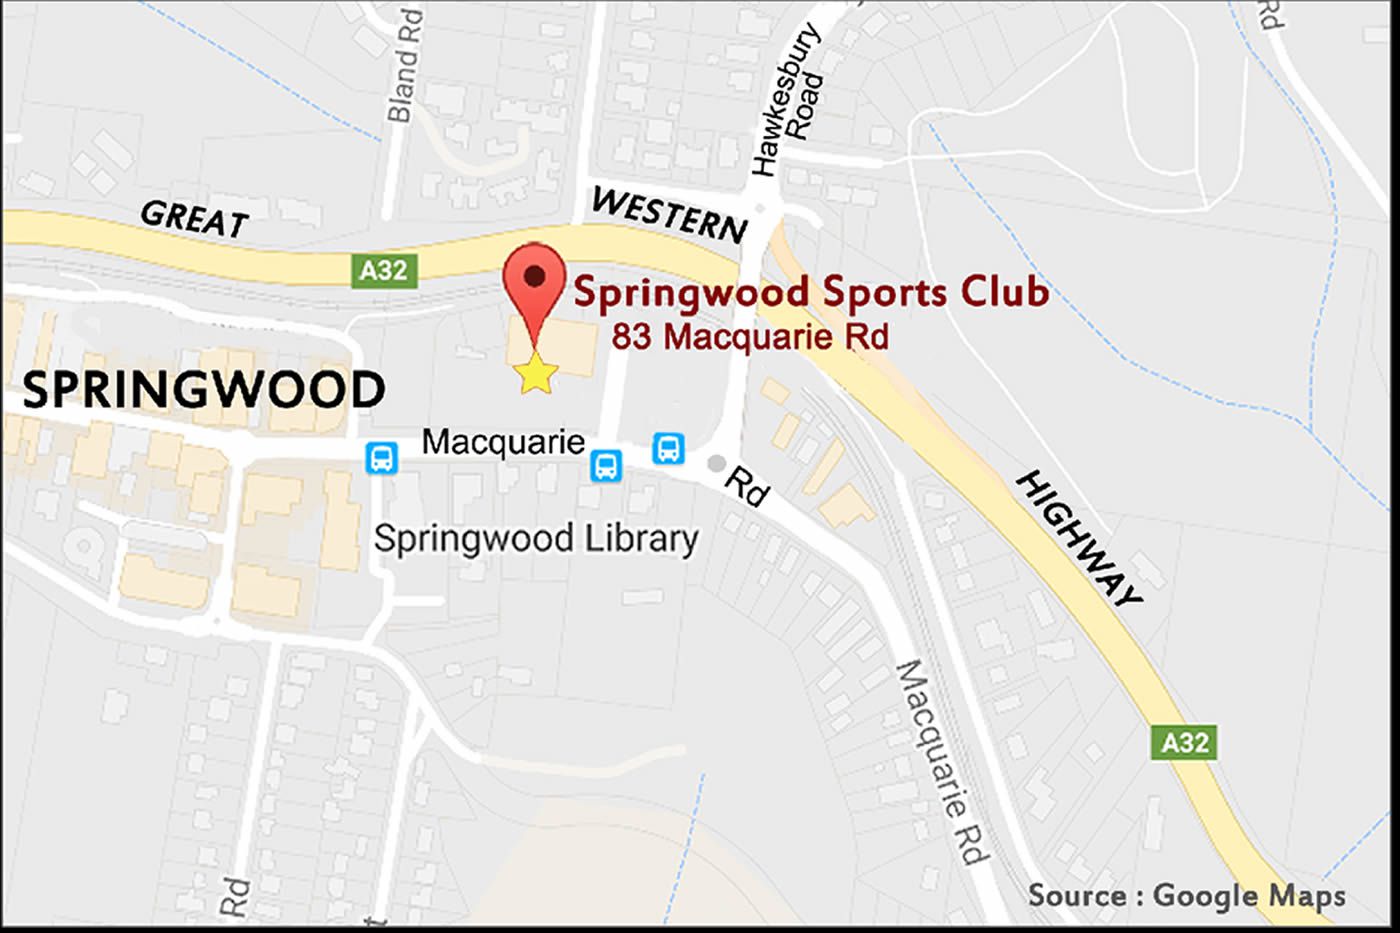 Bland Rd
Hawkesbury
Road
Rd
GREAT
WESTERN
A32
Springwood Sports Club
83 Macquarie Rd
SPRINGWOOD
Macquarie
Rd
HIGHWAY
Springwood Library
Macquarie Rd
A32
Rd
t
Source : Google Maps